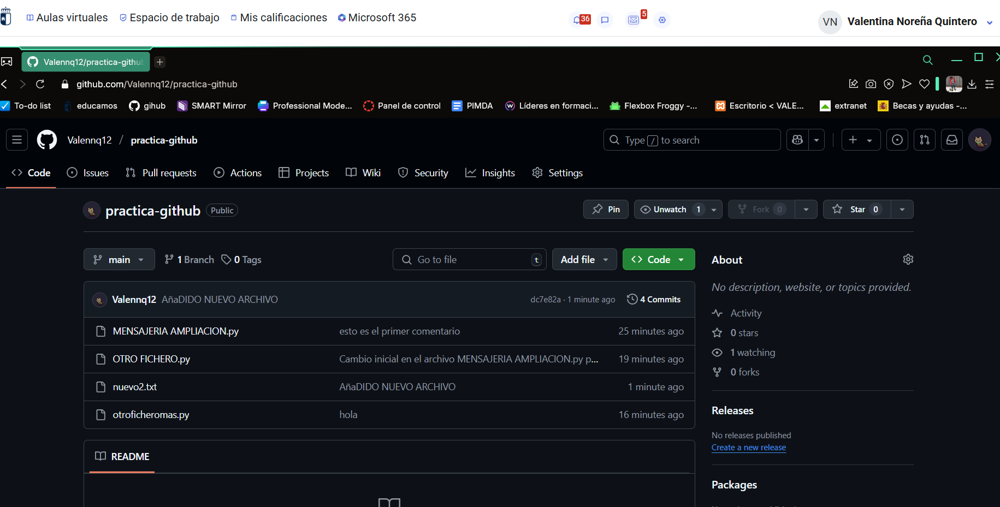 Aulas virtuales Espacio de trabajo Mis calificaciones Microsoft 365 36 5 VN Valentina Noreña Quintero
Valennq12/practica-githu
github.com/Valennq12/practica-github
To-do list educamos gihub SMART Mirror Professional Mode... Panel de control PIMDA Líderes en formaci... Flexbox Froggy -... Escritorio < VALE... extranet Becas y ayudas -...
Valennq12 / practica-github Type / to search
Code Issues Pull requests Actions Projects Wiki Security Insights Settings
practica-github Public Pin Unwatch 1 Fork 0 Star 0
main 1 Branch 0 Tags Go to file t Add file Code
About
No description, website, or topics provided.
Valennq12 AñaDIDO NUEVO ARCHIVO dc7e82a · 1 minute ago 4 Commits
MENSAJERIA AMPLIACION.py esto es el primer comentario 25 minutes ago
OTRO FICHERO.py Cambio inicial en el archivo MENSAJERIA AMPLIACION.py p... 19 minutes ago
nuevo2.txt AñaDIDO NUEVO ARCHIVO 1 minute ago
otroficheromas.py hola 16 minutes ago
Activity
0 stars
1 watching
0 forks
Releases
No releases published
Create a new release
README
Packages